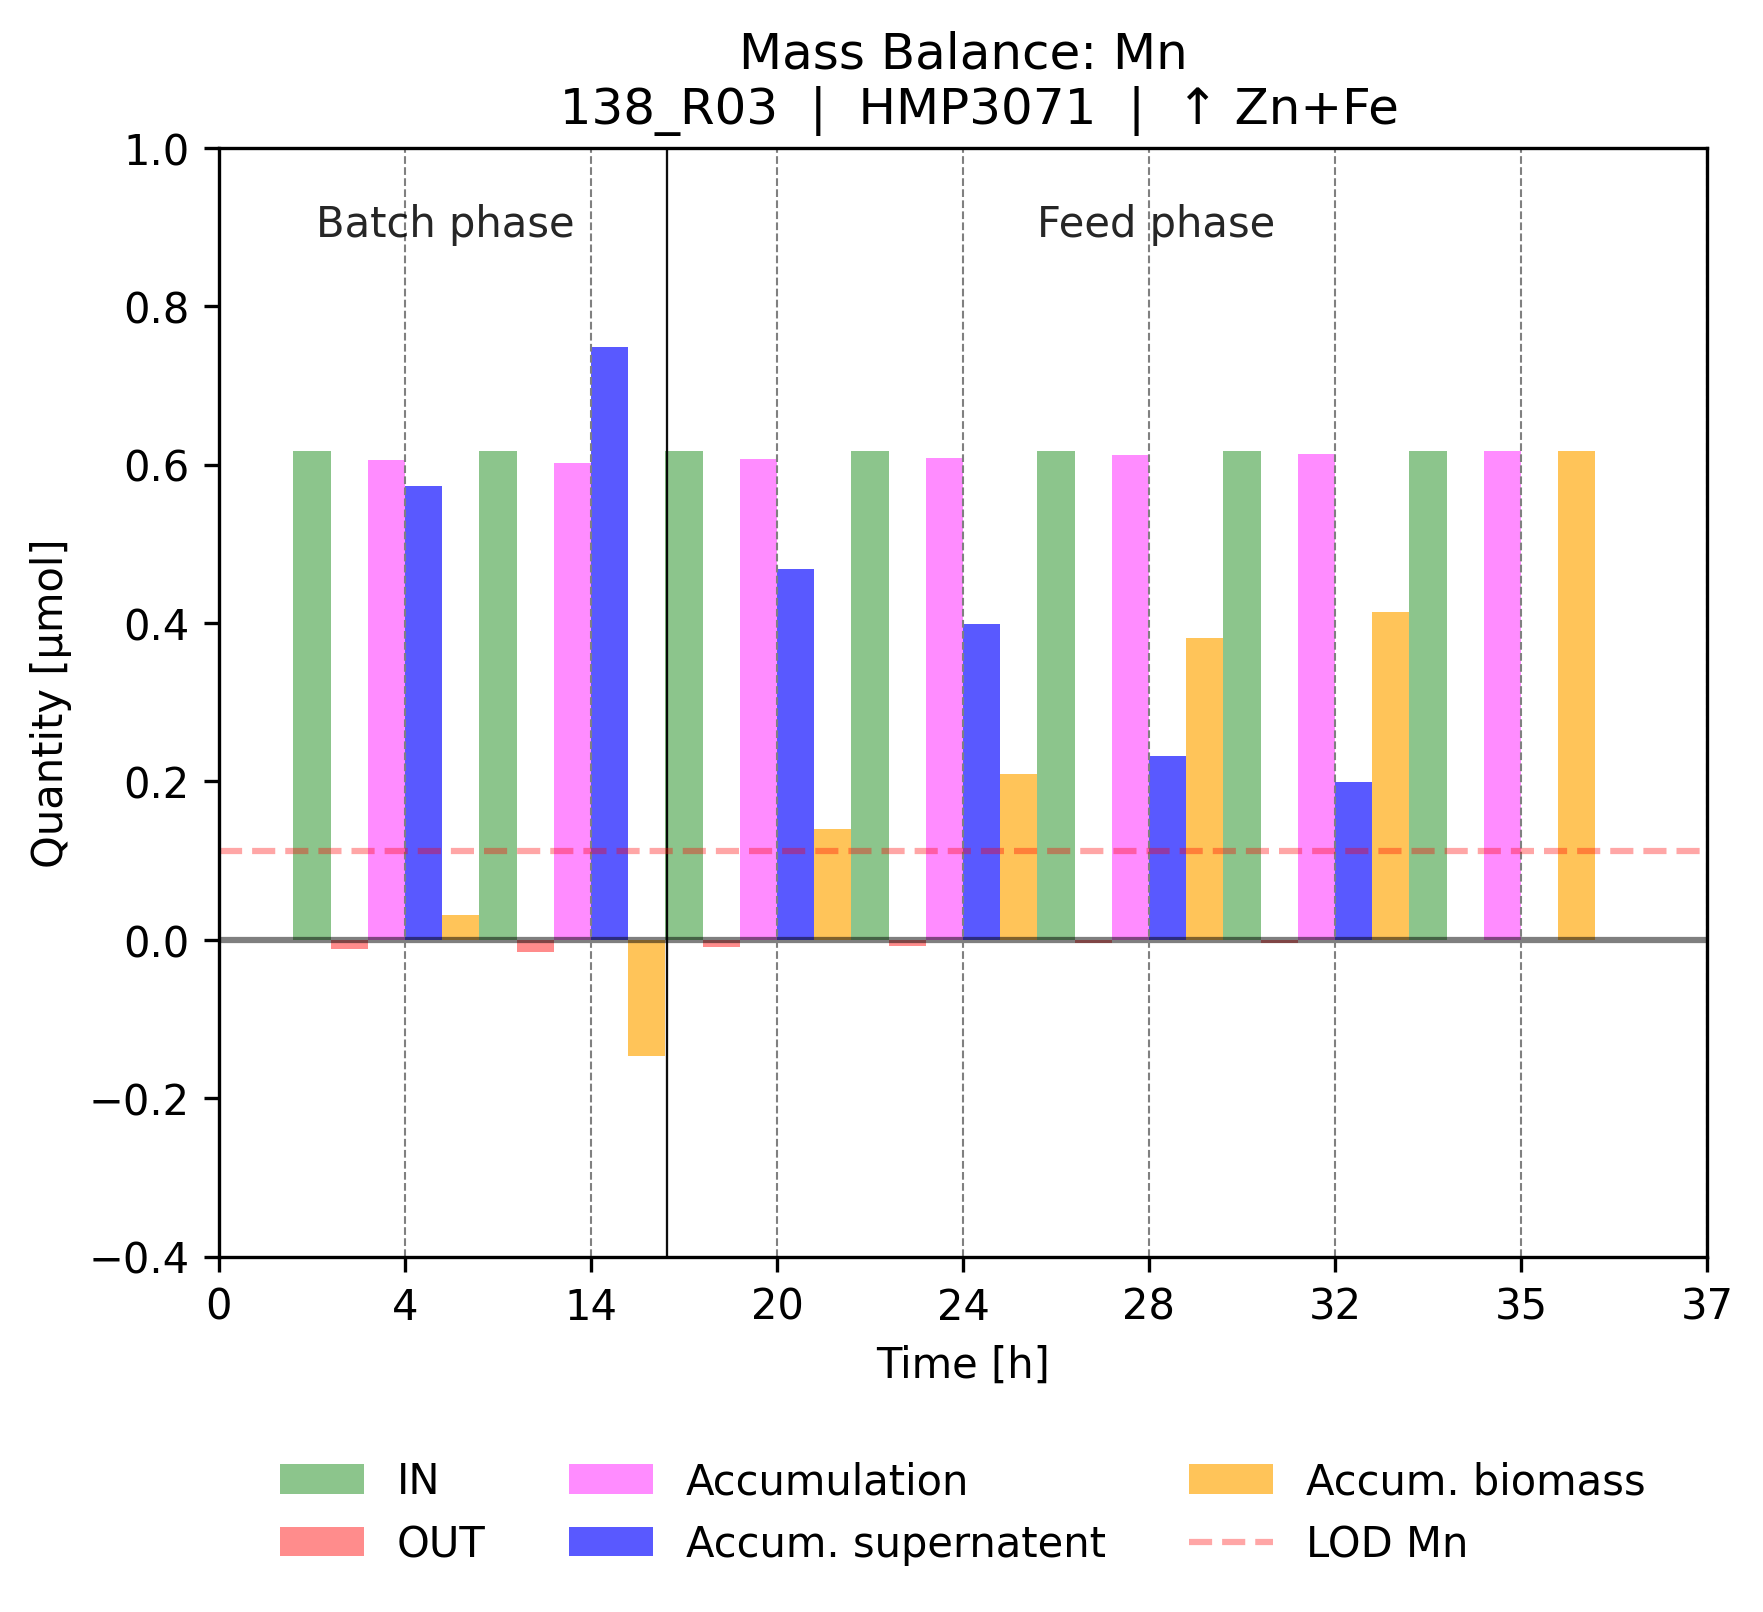 Mass Balance: Mn
138_R03 | HMP3071 | ↑ Zn+Fe
Batch phase
Feed phase
1.0
0.8
0.6
0.4
0.2
0.0
−0.2
−0.4
Quantity [µmol]
0 4 14 20 24 28 32 35 37
Time [h]
IN
OUT
Accumulation
Accum. supernatent
Accum. biomass
LOD Mn